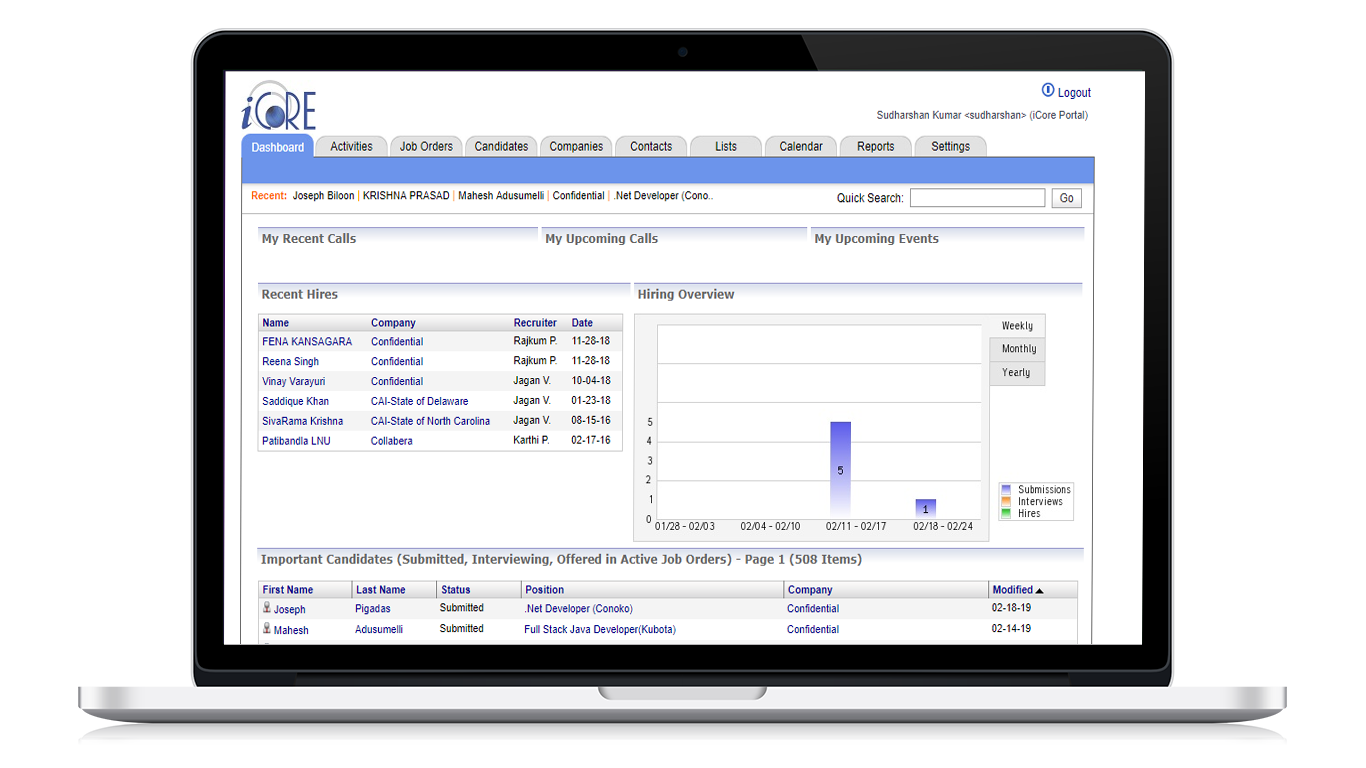 iCORE
Logout
Sudharshan Kumar <sudharshan> (iCore Portal)
Dashboard Activities Job Orders Candidates Companies Contacts Lists Calendar Reports Settings
Recent: Joseph Biloon | KRISHNA PRASAD | Mahesh Adusumelli | Confidential | .Net Developer (Cono.. Quick Search: Go
My Recent Calls My Upcoming Calls My Upcoming Events
Recent Hires
Name Company Recruiter Date
FENA KANSAGARA Confidential Rajkum P. 11-28-18
Reena Singh Confidential Rajkum P. 11-28-18
Vinay Varayuri Confidential Jagan V. 10-04-18
Saddique Khan CAI-State of Delaware Jagan V. 01-23-18
SivaRama Krishna CAI-State of North Carolina Jagan V. 08-15-16
Patibandla LNU Collabera Karthi P. 02-17-16
Hiring Overview
Weekly
Monthly
Yearly
5
4
3
2
1
0
5
1
01/28 - 02/03 02/04 - 02/10 02/11 - 02/17 02/18 - 02/24
Submissions
Interviews
Hires
Important Candidates (Submitted, Interviewing, Offered in Active Job Orders) - Page 1 (508 Items)
First Name Last Name Status Position Company Modified
Joseph Pigadas Submitted .Net Developer (Conoko) Confidential 02-18-19
Mahesh Adusumelli Submitted Full Stack Java Developer(Kubota) Confidential 02-14-19